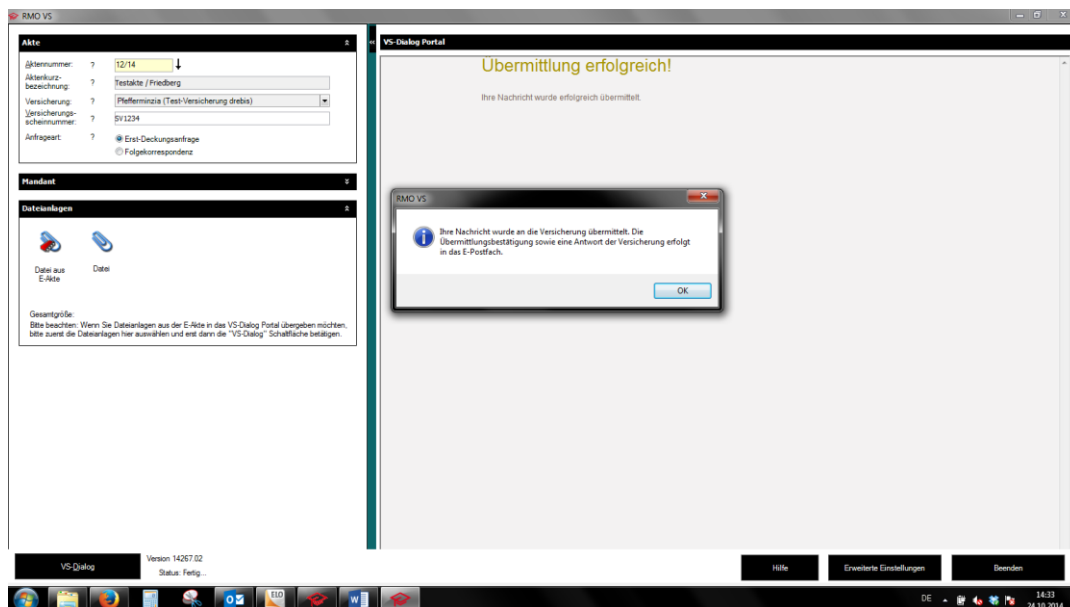 RMO VS
Akte
Aktennummer: ? 12/14
Aktenkurz-
bezeichnung: ? Testakte / Friedberg
Versicherung: ? Pfefferminzia (Test-Versicherung drebis)
Versicherungs-
scheinnummer: ? SV1234
Anfrageart: ? Erst-Deckungsanfrage
Folgekorrespondenz
Mandant
Dateianlagen
Datei aus
E-Akte
Datei
Gesamtgröße:
Bitte beachten: Wenn Sie Dateianlagen aus der E-Akte in das VS-Dialog Portal übergeben möchten,
bitte zuerst die Dateianlagen hier auswählen und erst dann die "VS-Dialog" Schaltfläche betätigen.
VS-Dialog Portal
Übermittlung erfolgreich!
Ihre Nachricht wurde erfolgreich übermittelt.
RMO VS
Ihre Nachricht wurde an die Versicherung übermittelt. Die
Übermittlungsbestätigung sowie eine Antwort der Versicherung erfolgt
in das E-Postfach.
OK
VS-Dialog
Version 14267.02
Status: Fertig...
Hilfe
Erweiterte Einstellungen
Beenden
ELO
DE
14:33
24.10.2014